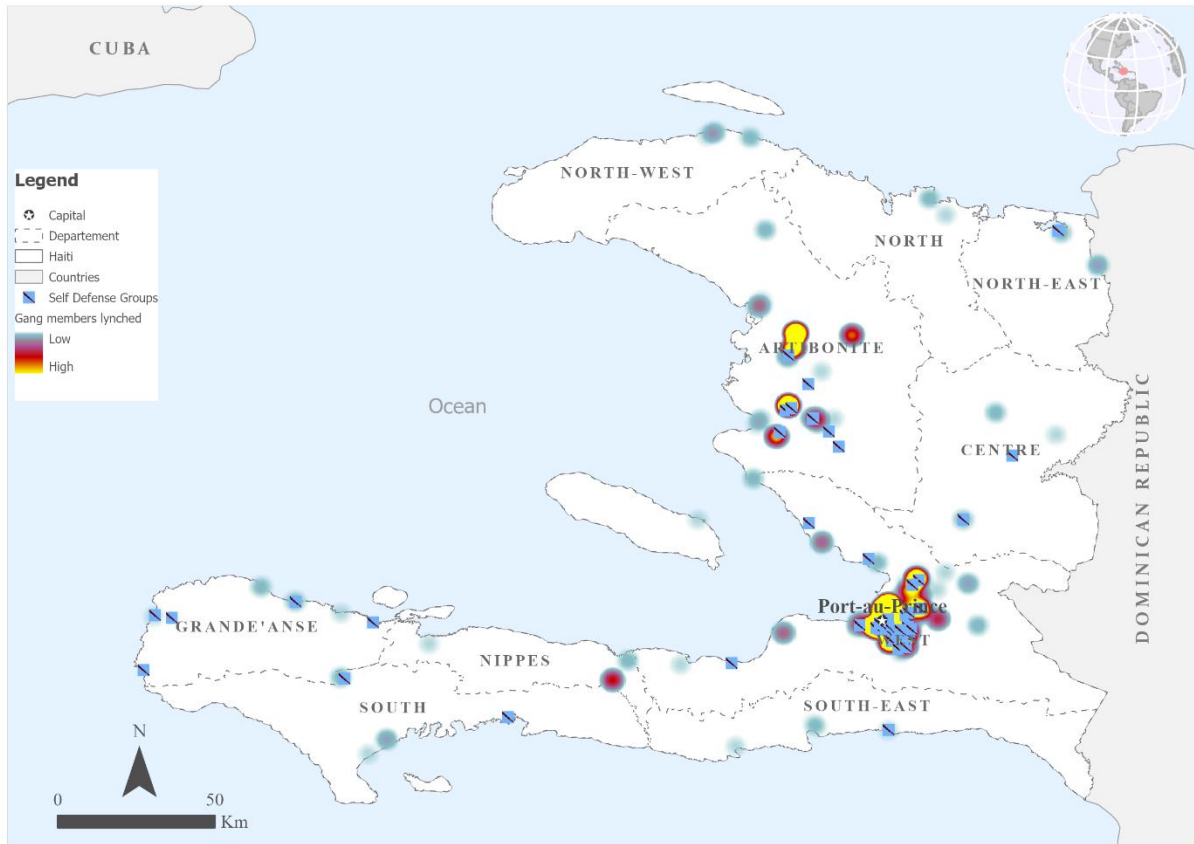 CUBA
NORTH-WEST
Legend
Capital
Departement
Haiti
Countries
Self Defense Groups
Gang members lynched
Low
High
NORTH
NORTH-EAST
ARTIBONITE
Ocean
CENTRE
DOMINICAN REPUBLIC
Port-au-Prince
WEST
GRANDE'ANSE
NIPPES
SOUTH
SOUTH-EAST
N
0 50
Km